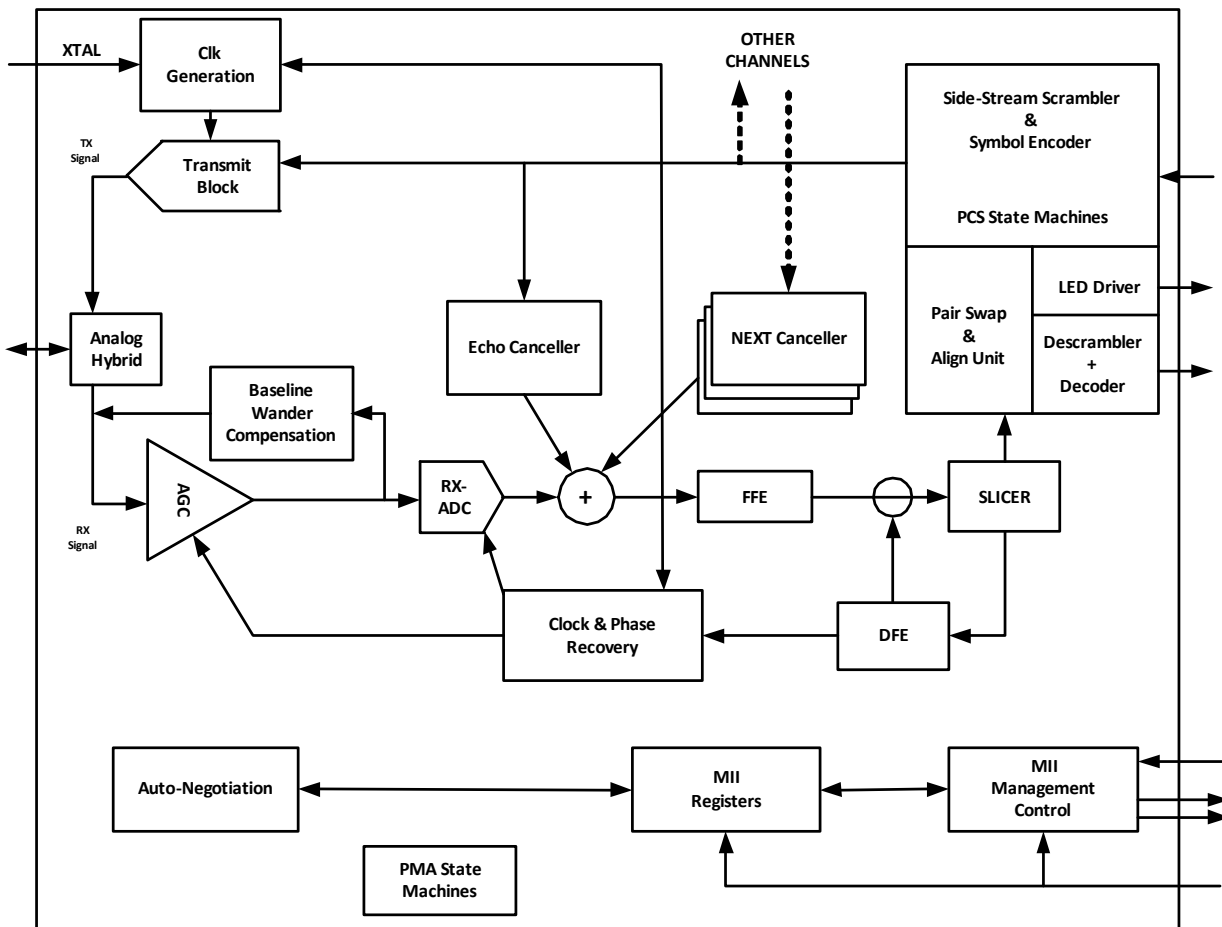 XTAL
Clk
Generation
OTHER
CHANNELS
Side-Stream Scrambler
&
Symbol Encoder
PCS State Machines
TX
Signal
Transmit
Block
LED Driver
Pair Swap
&
Align Unit
Descrambler
+
Decoder
Analog
Hybrid
Echo Canceller
NEXT Canceller
Baseline
Wander
Compensation
AGC
RX-
ADC
+
FFE
SLICER
RX
Signal
Clock & Phase
Recovery
DFE
Auto-Negotiation
MII
Registers
MII
Management
Control
PMA State
Machines